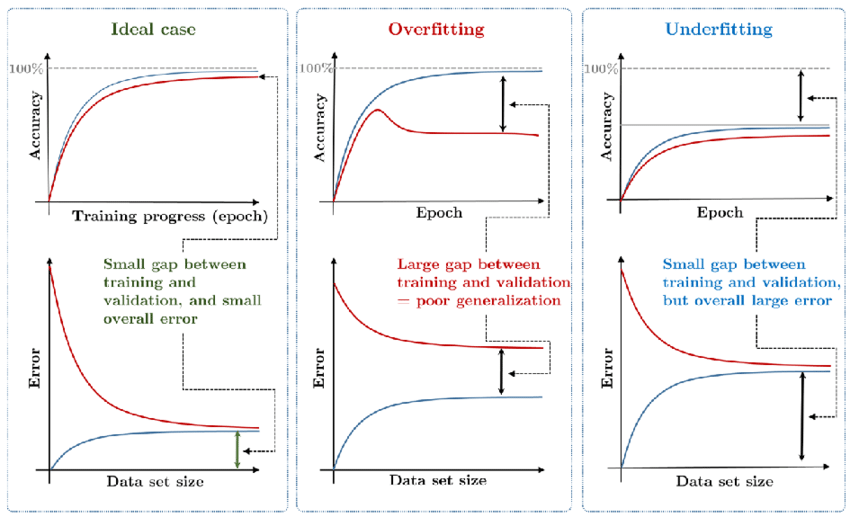 Ideal case
100%
Accuracy
Training progress (epoch)
Small gap between
training and
validation, and small
overall error
Error
Data set size
Overfitting
100%
Accuracy
Epoch
Large gap between
training and validation
= poor generalization
Error
Data set size
Underfitting
100%
Accuracy
Epoch
Small gap between
training and validation,
but overall large error
Error
Data set size